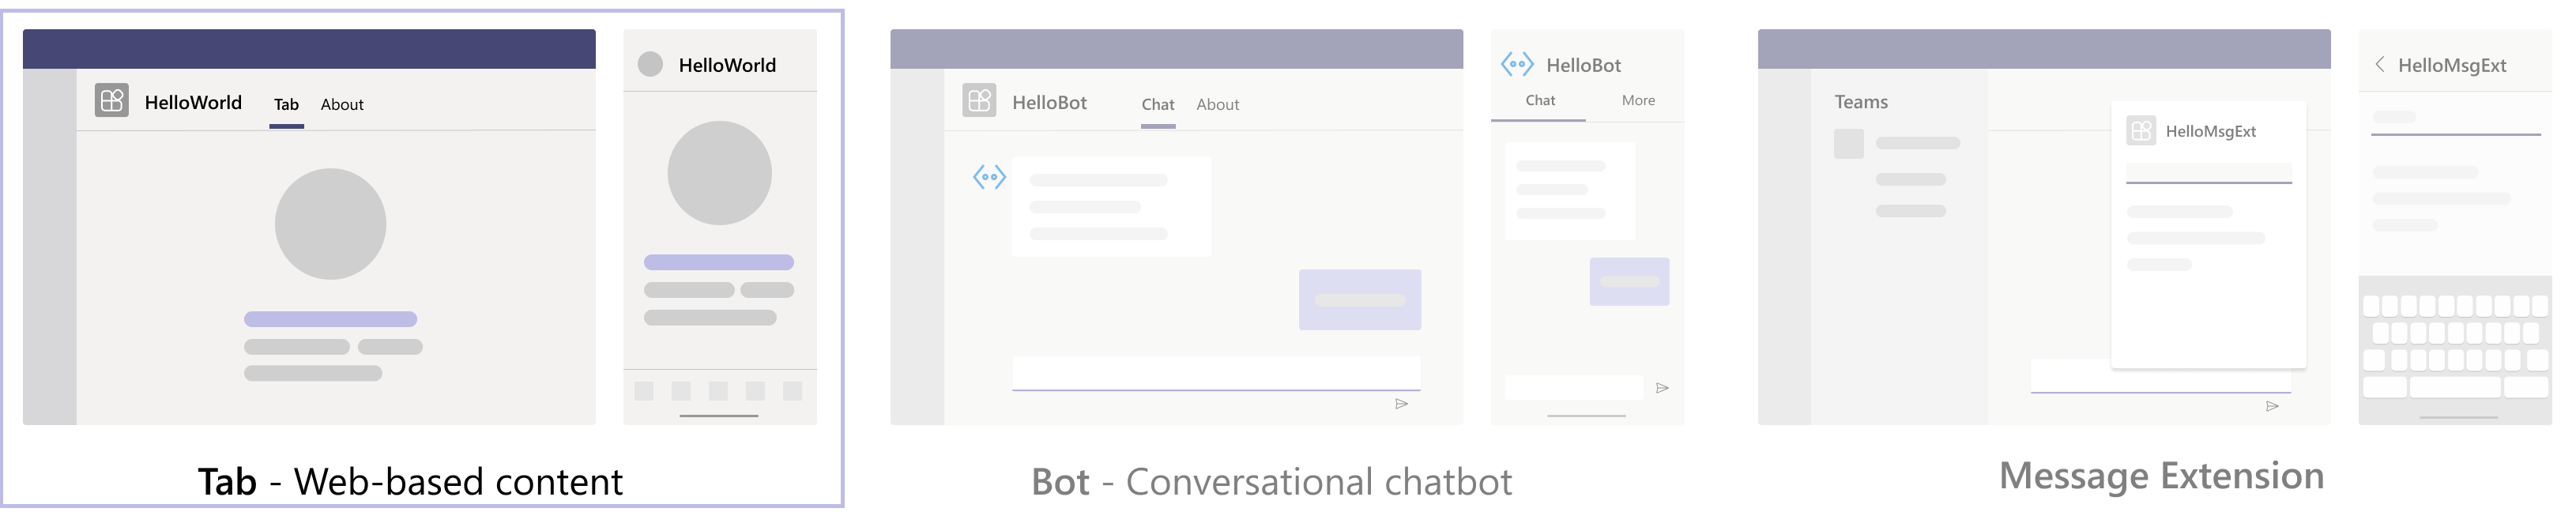 HelloWorld Tab About
HelloWorld
Tab - Web-based content
HelloBot Chat About
HelloBot
Chat More
Bot - Conversational chatbot
Teams
HelloMsgExt
HelloMsgExt
Message Extension